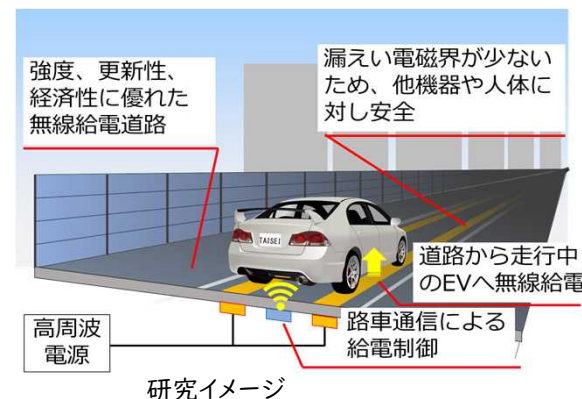 強度、更新性、
経済性に優れた
無線給電道路
漏えい電磁界が少ない
ため、他機器や人体に
対し安全
TAISEI
道路から走行中
のEVへ無線給電
路車通信による
給電制御
高周波
電源
研究イメージ